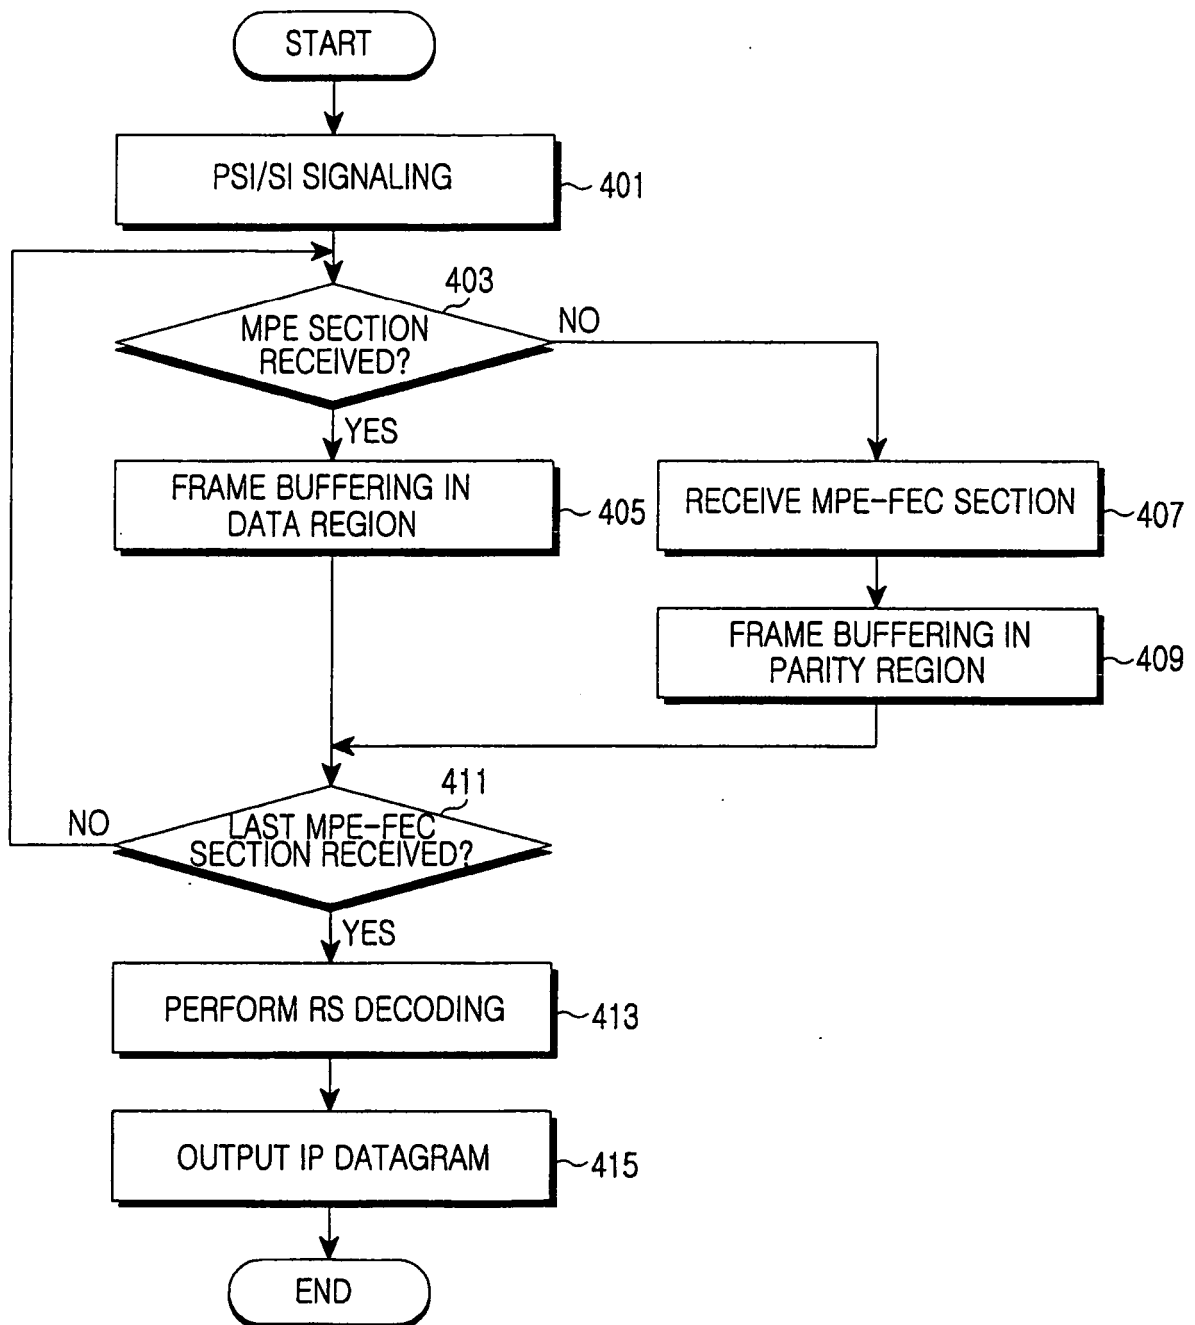 START
PSI/SI SIGNALING
401
403
MPE SECTION
RECEIVED?
NO
YES
FRAME BUFFERING IN
DATA REGION
405
RECEIVE MPE-FEC SECTION
407
FRAME BUFFERING IN
PARITY REGION
409
411
NO
LAST MPE-FEC
SECTION RECEIVED?
YES
PERFORM RS DECODING
413
OUTPUT IP DATAGRAM
415
END